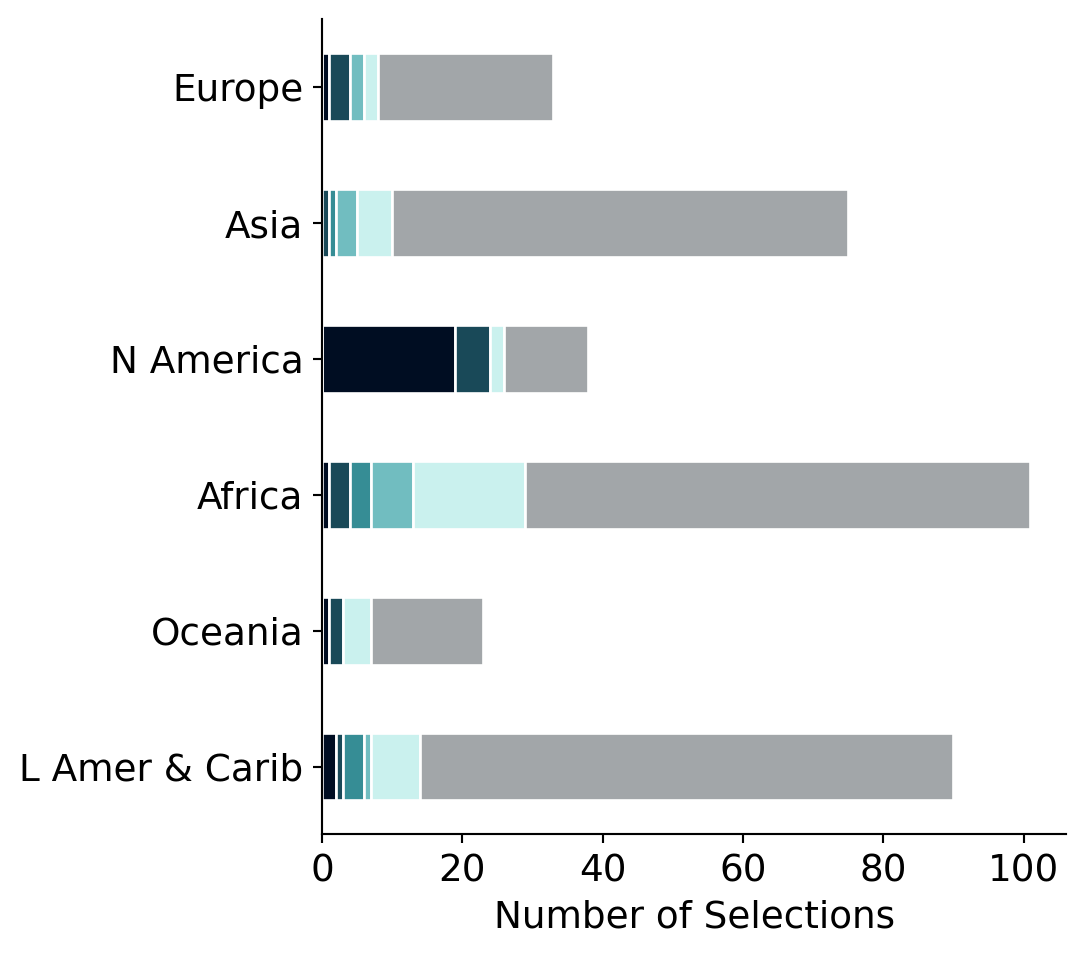 Europe
Asia
N America
Africa
Oceania
L Amer & Carib
0 20 40 60 80 100
Number of Selections